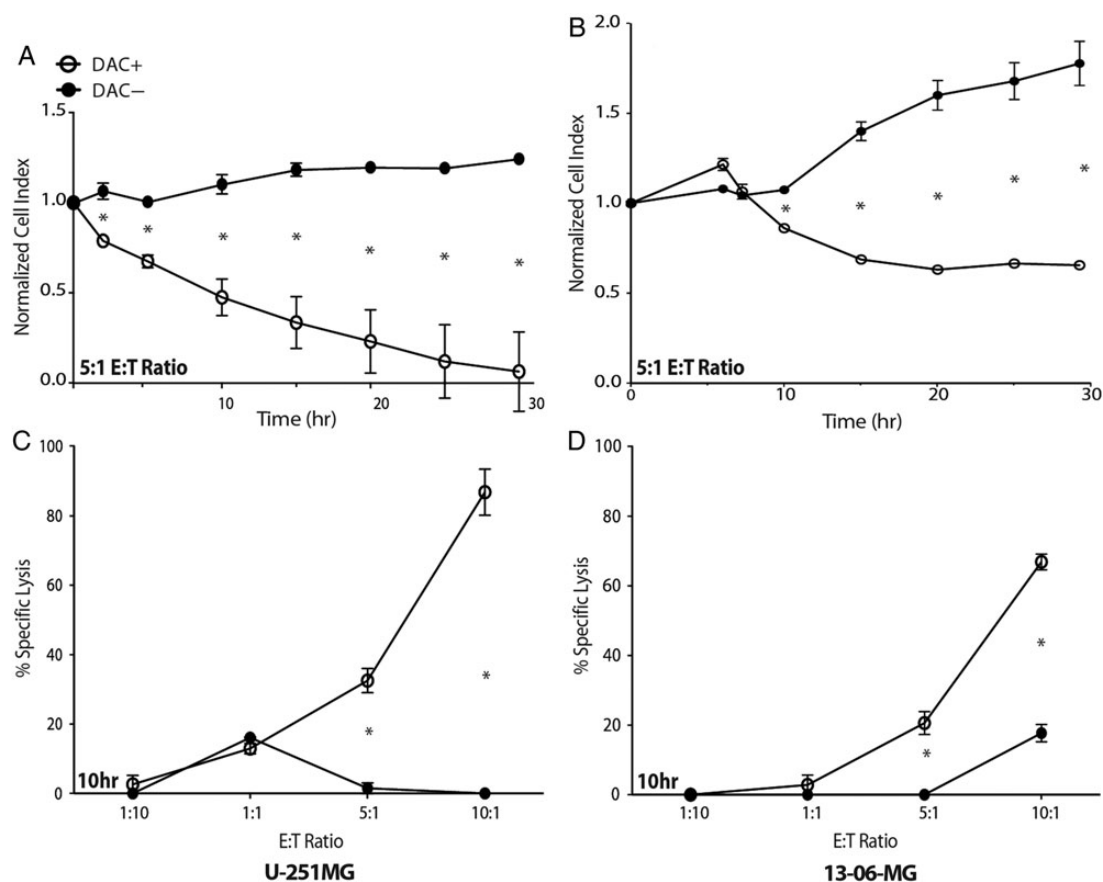 A
DAC+
DAC−
Normalized Cell Index
1.5
1.0
0.5
0.0
*
*
*
*
*
*
*
5:1 E:T Ratio
10
20
30
Time (hr)
B
Normalized Cell Index
2.0
1.5
1.0
0.5
0.0
*
*
*
*
*
5:1 E:T Ratio
0
10
20
30
Time (hr)
C
% Specific Lysis
100
80
60
40
20
0
*
*
10hr
1:10
1:1
5:1
10:1
E:T Ratio
U-251MG
D
% Specific Lysis
100
80
60
40
20
0
*
*
10hr
1:10
1:1
5:1
10:1
E:T Ratio
13-06-MG